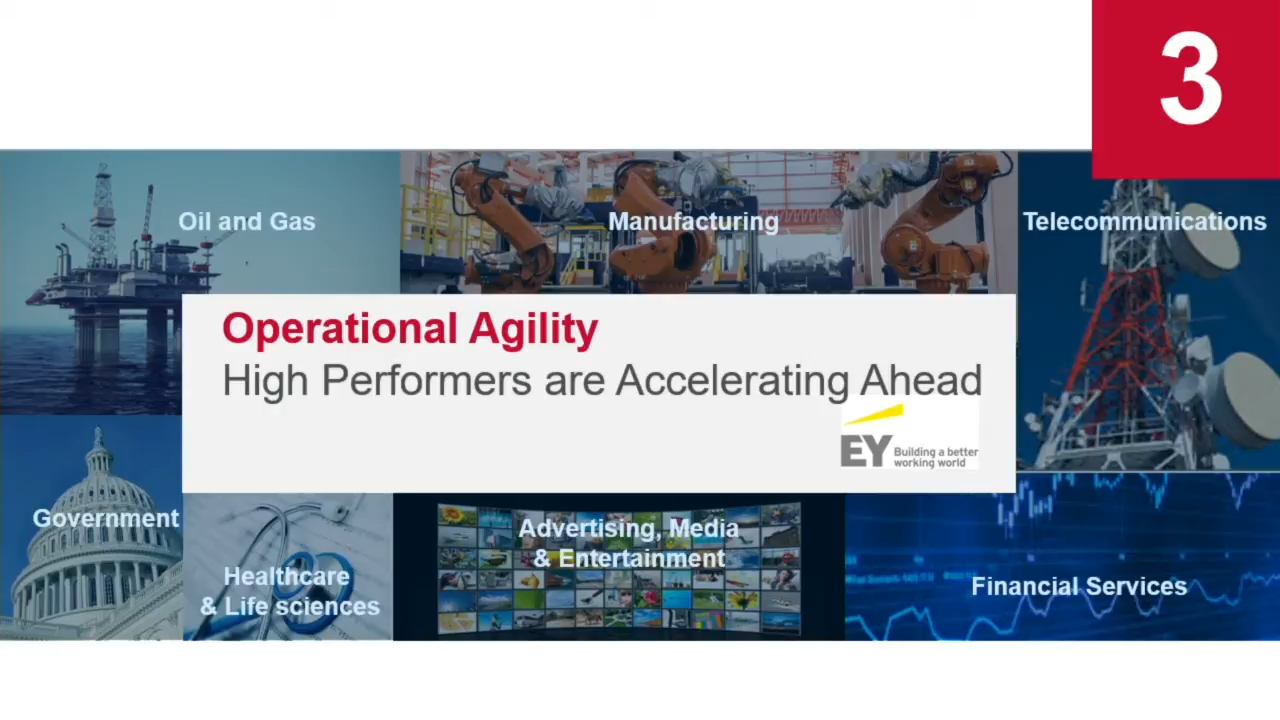 3
Oil and Gas
Manufacturing
Telecommunications
Operational Agility
High Performers are Accelerating Ahead
EY Building a better
working world
Government
Healthcare
& Life sciences
Advertising, Media
& Entertainment
Financial Services